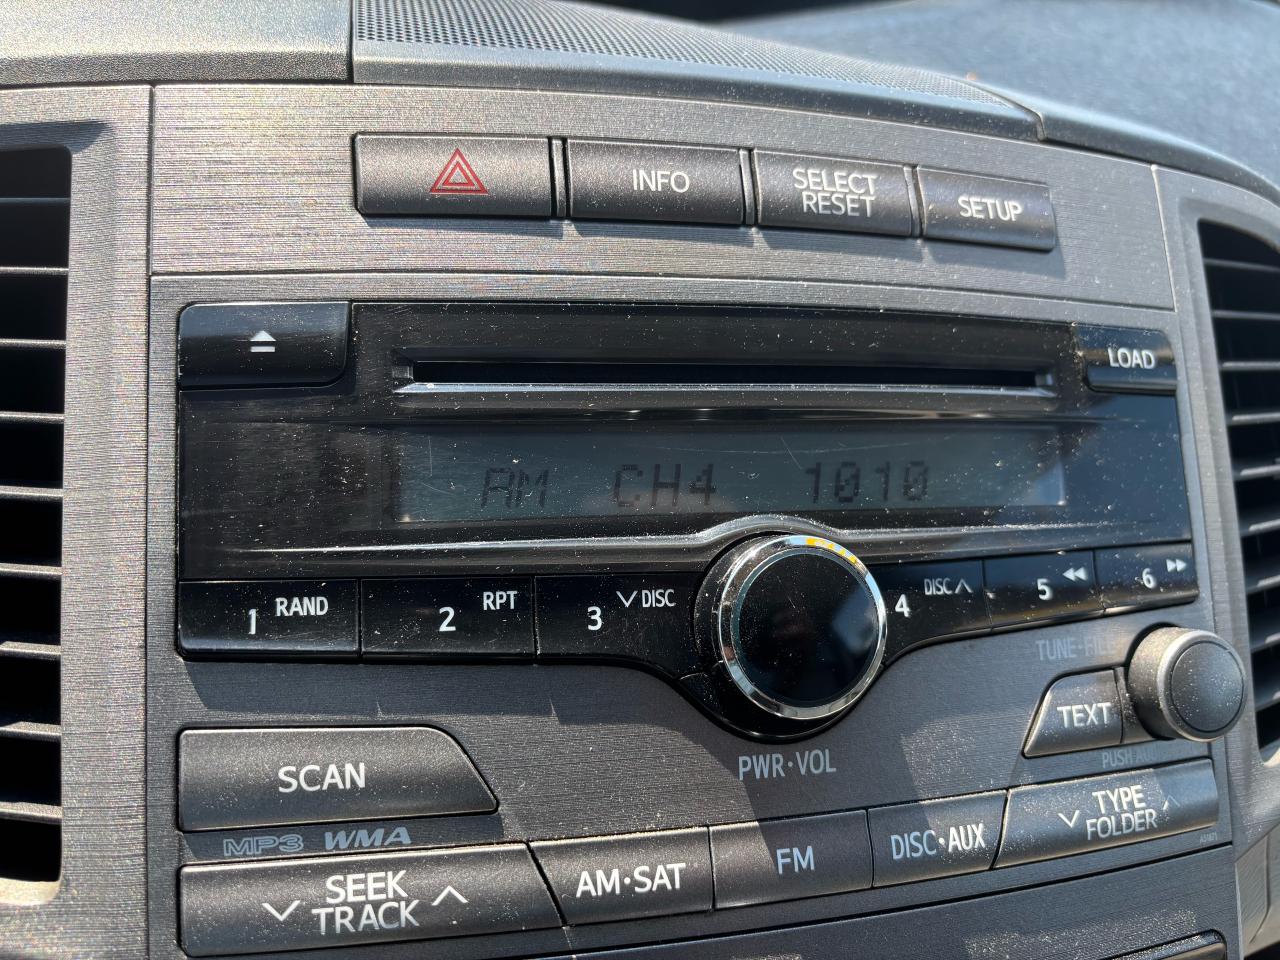 INFO
SELECT
RESET
SETUP
LOAD
AM CH4 1010
1 RAND
2 RPT
3 DISC
4 DISC
5
6
TEXT
PWR·VOL
SCAN
MP3 WMA
SEEK
TRACK
AM·SAT
FM
DISC·AUX
TYPE
FOLDER